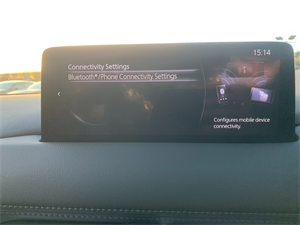 15:14
Connectivity Settings
Bluetooth®/Phone Connectivity Settings
Configures mobile device
connectivity.